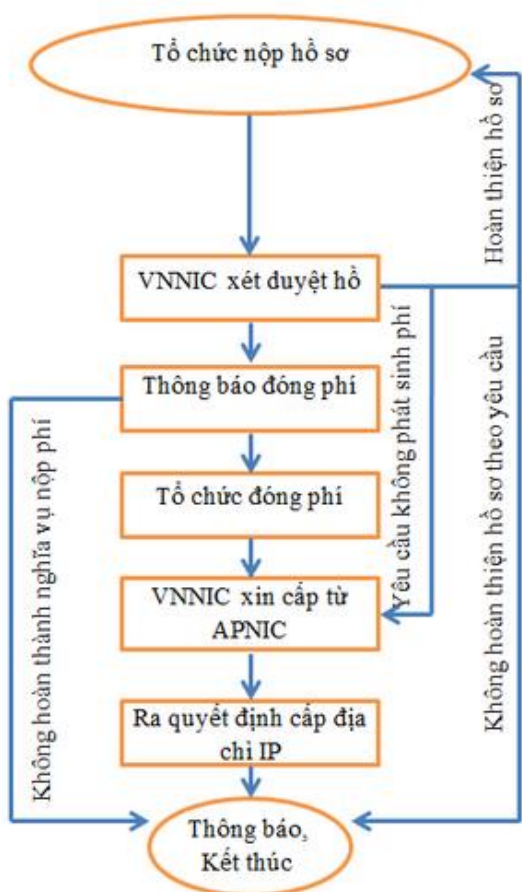 Tổ chức nộp hồ sơ
Hoàn thiện hồ sơ
VNNIC xét duyệt hồ
Thông báo đóng phí
Tổ chức đóng phí
Yêu cầu không phát sinh phí
VNNIC xin cấp từ
APNIC
Không hoàn thiện hồ sơ theo yêu cầu
Không hoàn thành nghĩa vụ nộp phí
Ra quyết định cấp địa
chỉ IP
Thông báo,
Kết thúc